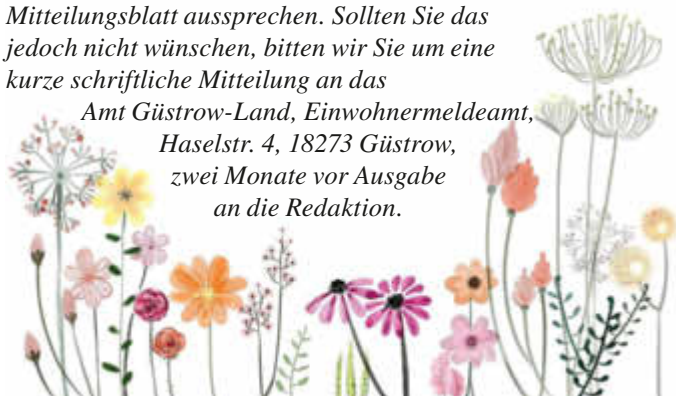 Mitteilungsblatt aussprechen. Sollten Sie das
jedoch nicht wünschen, bitten wir Sie um eine
kurze schriftliche Mitteilung an das
Amt Güstrow-Land, Einwohnermeldeamt,
Haselstr. 4, 18273 Güstrow,
zwei Monate vor Ausgabe
an die Redaktion.